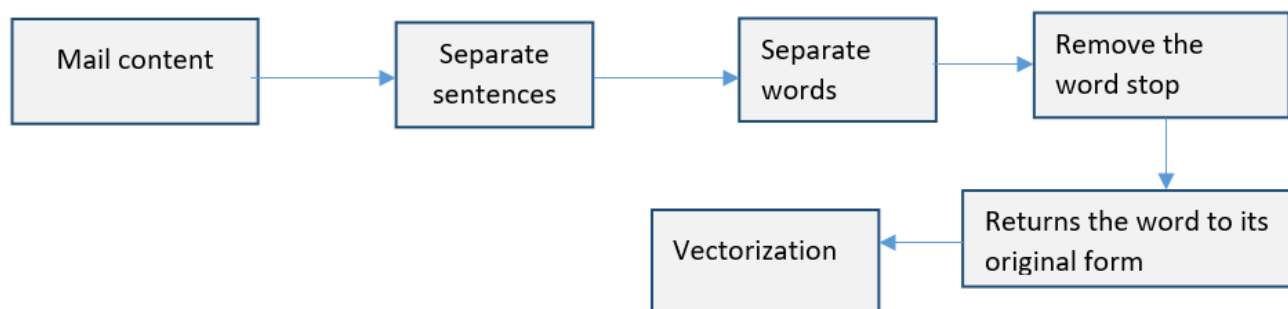 Mail content
Separate
sentences
Separate
words
Remove the
word stop
Returns the word to its
original form
Vectorization